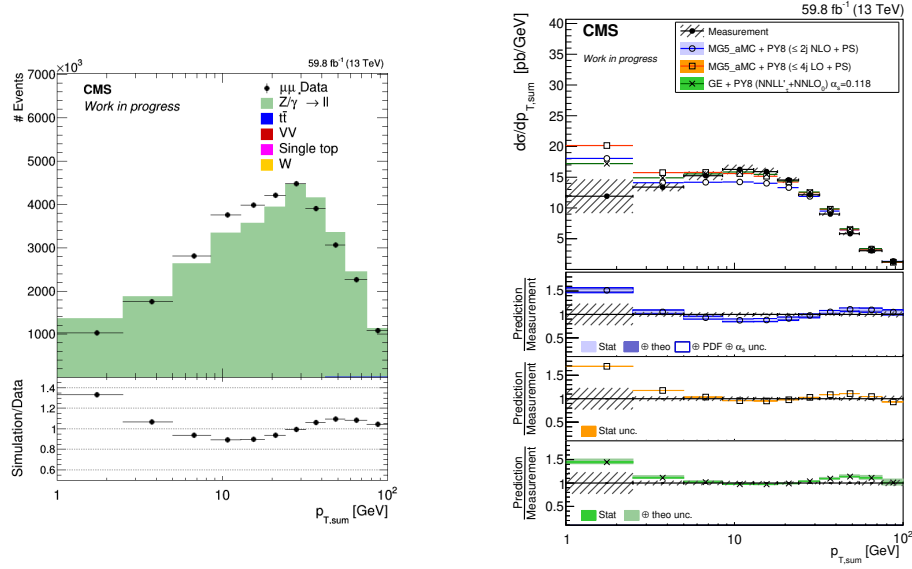 59.8 fb⁻¹ (13 TeV)
×10³
# Events
7000
6000
5000
4000
3000
2000
1000
CMS
Work in progress
μμ Data
Z/γ* → ll
tt̄
VV
Single top
W
Simulation/Data
1.4
1.2
1
0.8
0.6
1 10 10²
p_T,sum [GeV]
59.8 fb⁻¹ (13 TeV)
dσ/dp_T,sum [pb/GeV]
40
35
30
25
20
15
10
5
CMS
Work in progress
Measurement
MG5_aMC + PY8 (≤ 2j NLO + PS)
MG5_aMC + PY8 (≤ 4j LO + PS)
GE + PY8 (NNLL'_τ+NNLO_0) α_s=0.118
Prediction
Measurement
1.5
1
0.5
Stat ⊕ theo ⊕ PDF ⊕ α_s unc.
Prediction
Measurement
1.5
1
0.5
Stat unc.
Prediction
Measurement
1.5
1
0.5
Stat ⊕ theo unc.
1 10 10²
p_T,sum [GeV]